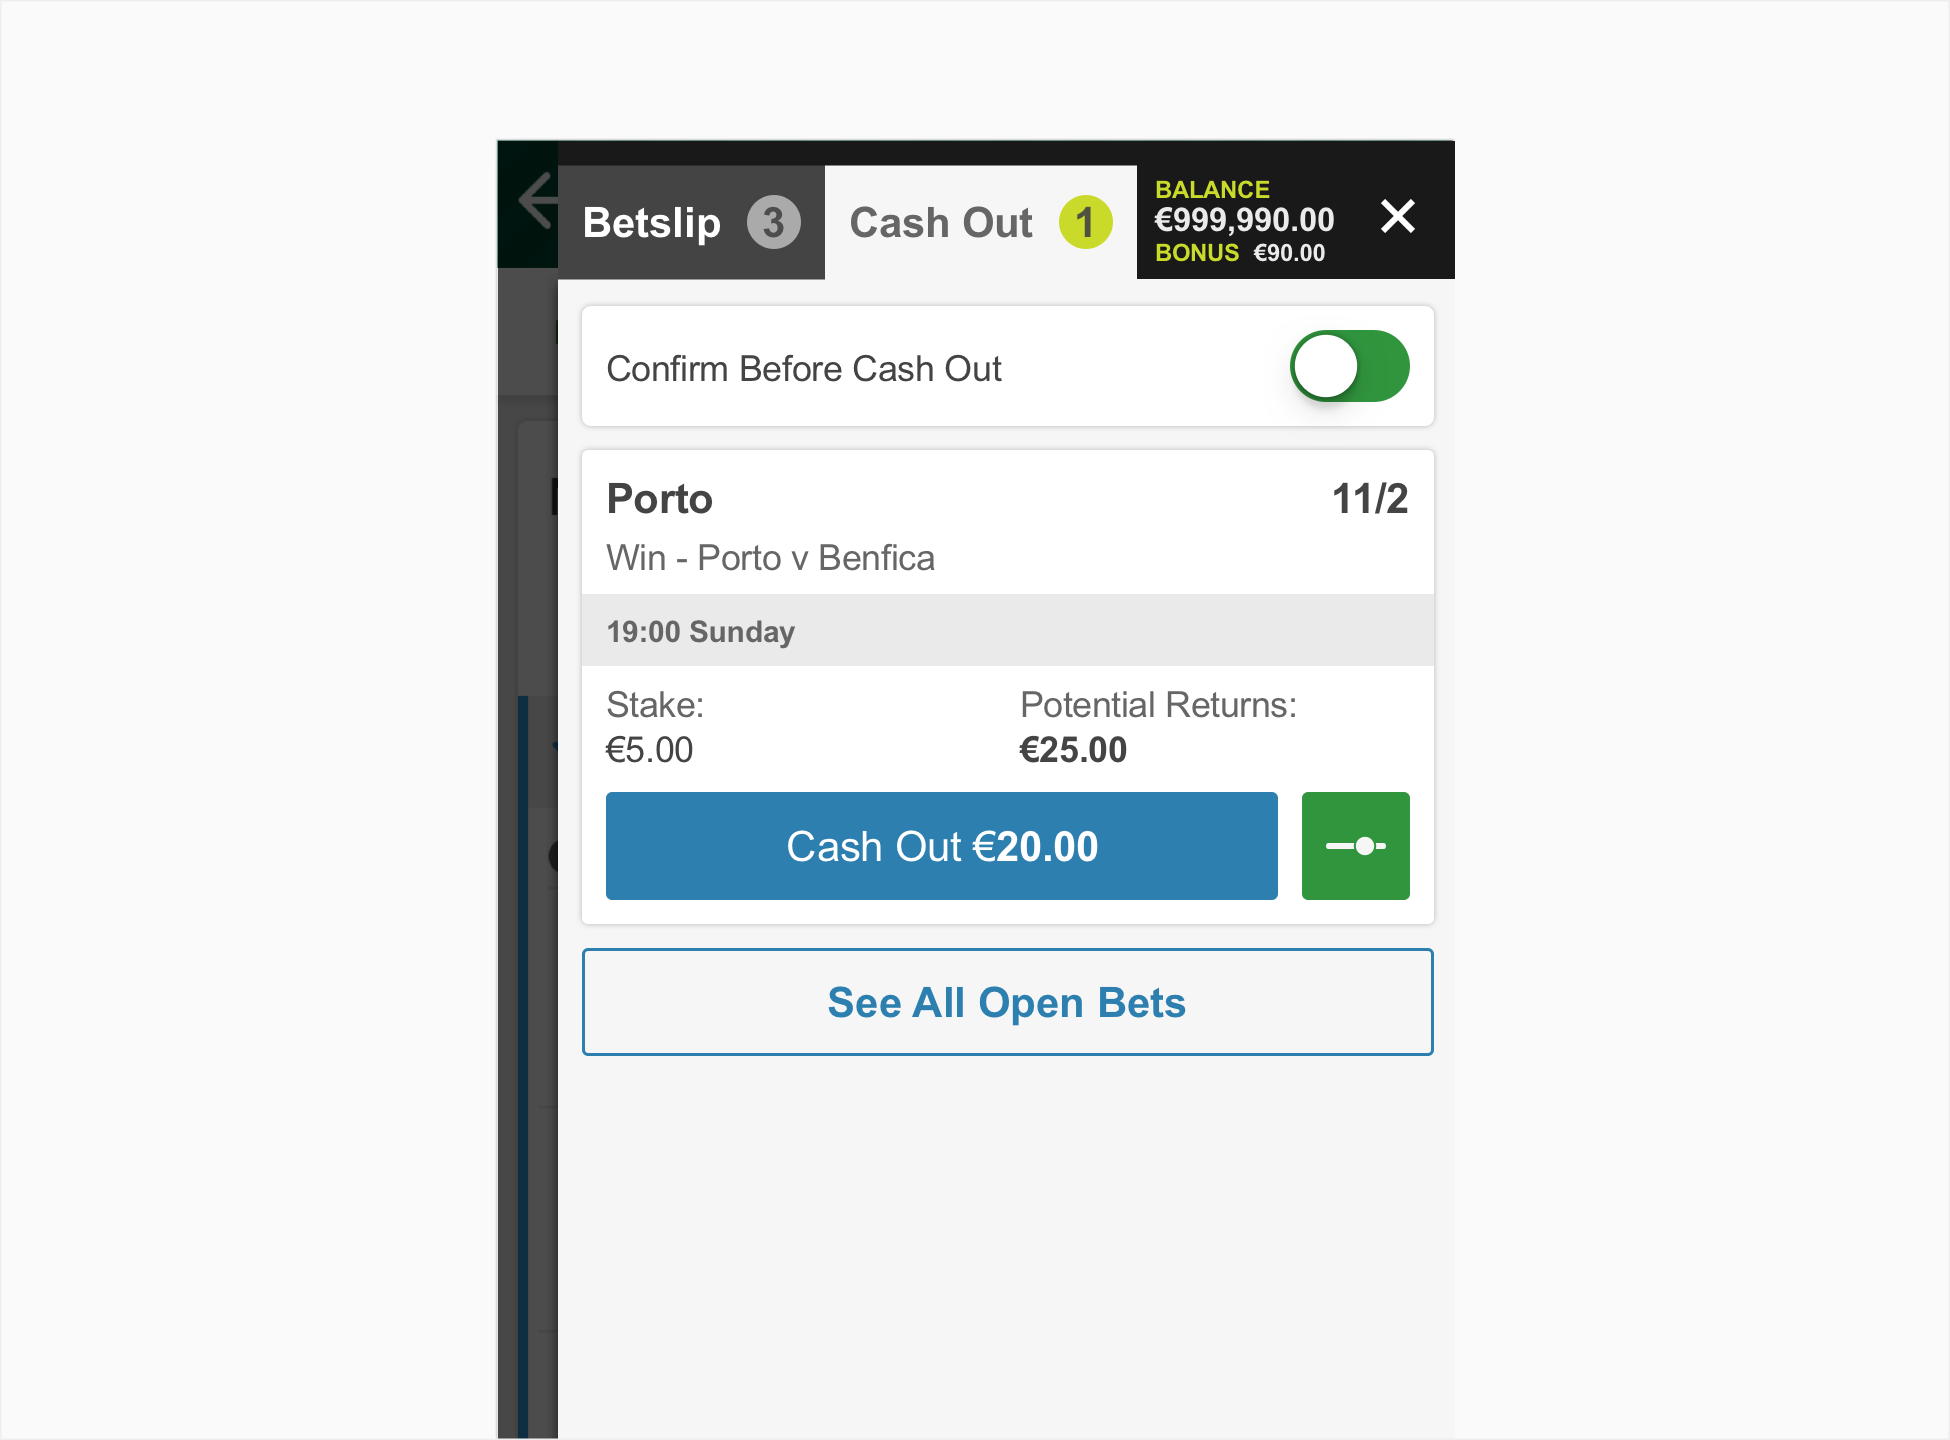 Betslip 3 Cash Out 1
BALANCE
€999,990.00
BONUS €90.00
Confirm Before Cash Out
Porto 11/2
Win - Porto v Benfica
19:00 Sunday
Stake: Potential Returns:
€5.00 €25.00
Cash Out €20.00
See All Open Bets